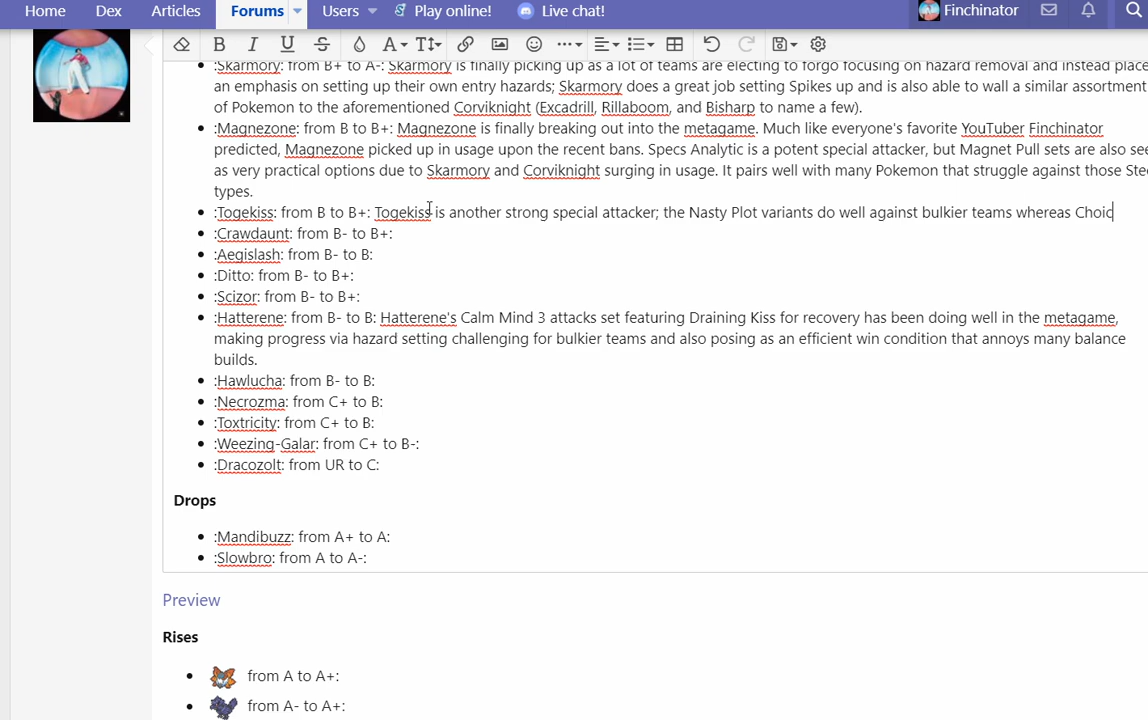 Home Dex Articles Forums Users Play online! Live chat! Finchinator
B I U S A T
:Skarmory: from B+ to A-: Skarmory is finally picking up as a lot of teams are electing to forgo focusing on hazard removal and instead place
an emphasis on setting up their own entry hazards; Skarmory does a great job setting Spikes up and is also able to wall a similar assortment
of Pokemon to the aforementioned Corviknight (Excadrill, Rillaboom, and Bisharp to name a few).
:Magnezone: from B to B+: Magnezone is finally breaking out into the metagame. Much like everyone's favorite YouTuber Finchinator
predicted, Magnezone picked up in usage upon the recent bans. Specs Analytic is a potent special attacker, but Magnet Pull sets are also see
as very practical options due to Skarmory and Corviknight surging in usage. It pairs well with many Pokemon that struggle against those Stee
types.
:Togekiss: from B to B+: Togekiss is another strong special attacker; the Nasty Plot variants do well against bulkier teams whereas Choic
:Crawdaunt: from B- to B+:
:Aegislash: from B- to B:
:Ditto: from B- to B+:
:Scizor: from B- to B+:
:Hatterene: from B- to B: Hatterene's Calm Mind 3 attacks set featuring Draining Kiss for recovery has been doing well in the metagame,
making progress via hazard setting challenging for bulkier teams and also posing as an efficient win condition that annoys many balance
builds.
:Hawlucha: from B- to B:
:Necrozma: from C+ to B:
:Toxtricity: from C+ to B:
:Weezing-Galar: from C+ to B-:
:Dracozolt: from UR to C:
Drops
:Mandibuzz: from A+ to A:
:Slowbro: from A to A-:
Preview
Rises
from A to A+:
from A- to A+: